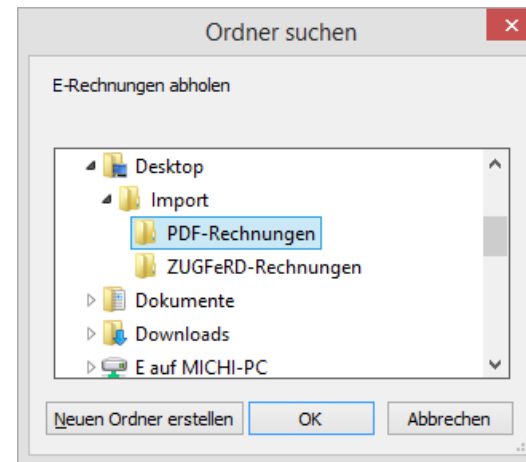 Ordner suchen
E-Rechnungen abholen
Desktop
Import
PDF-Rechnungen
ZUGFeRD-Rechnungen
Dokumente
Downloads
E auf MICHI-PC
Neuen Ordner erstellen OK Abbrechen